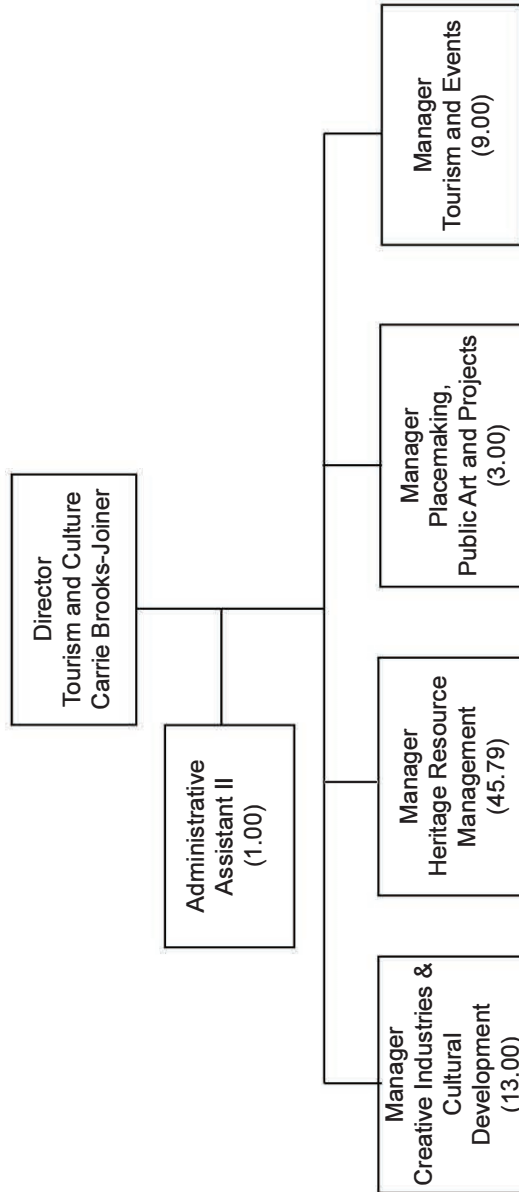 Director
Tourism and Culture
Carrie Brooks-Joiner
Administrative
Assistant II
(1.00)
Manager
Creative Industries &
Cultural
Development
(13.00)
Manager
Heritage Resource
Management
(45.79)
Manager
Placemaking,
Public Art and Projects
(3.00)
Manager
Tourism and Events
(9.00)